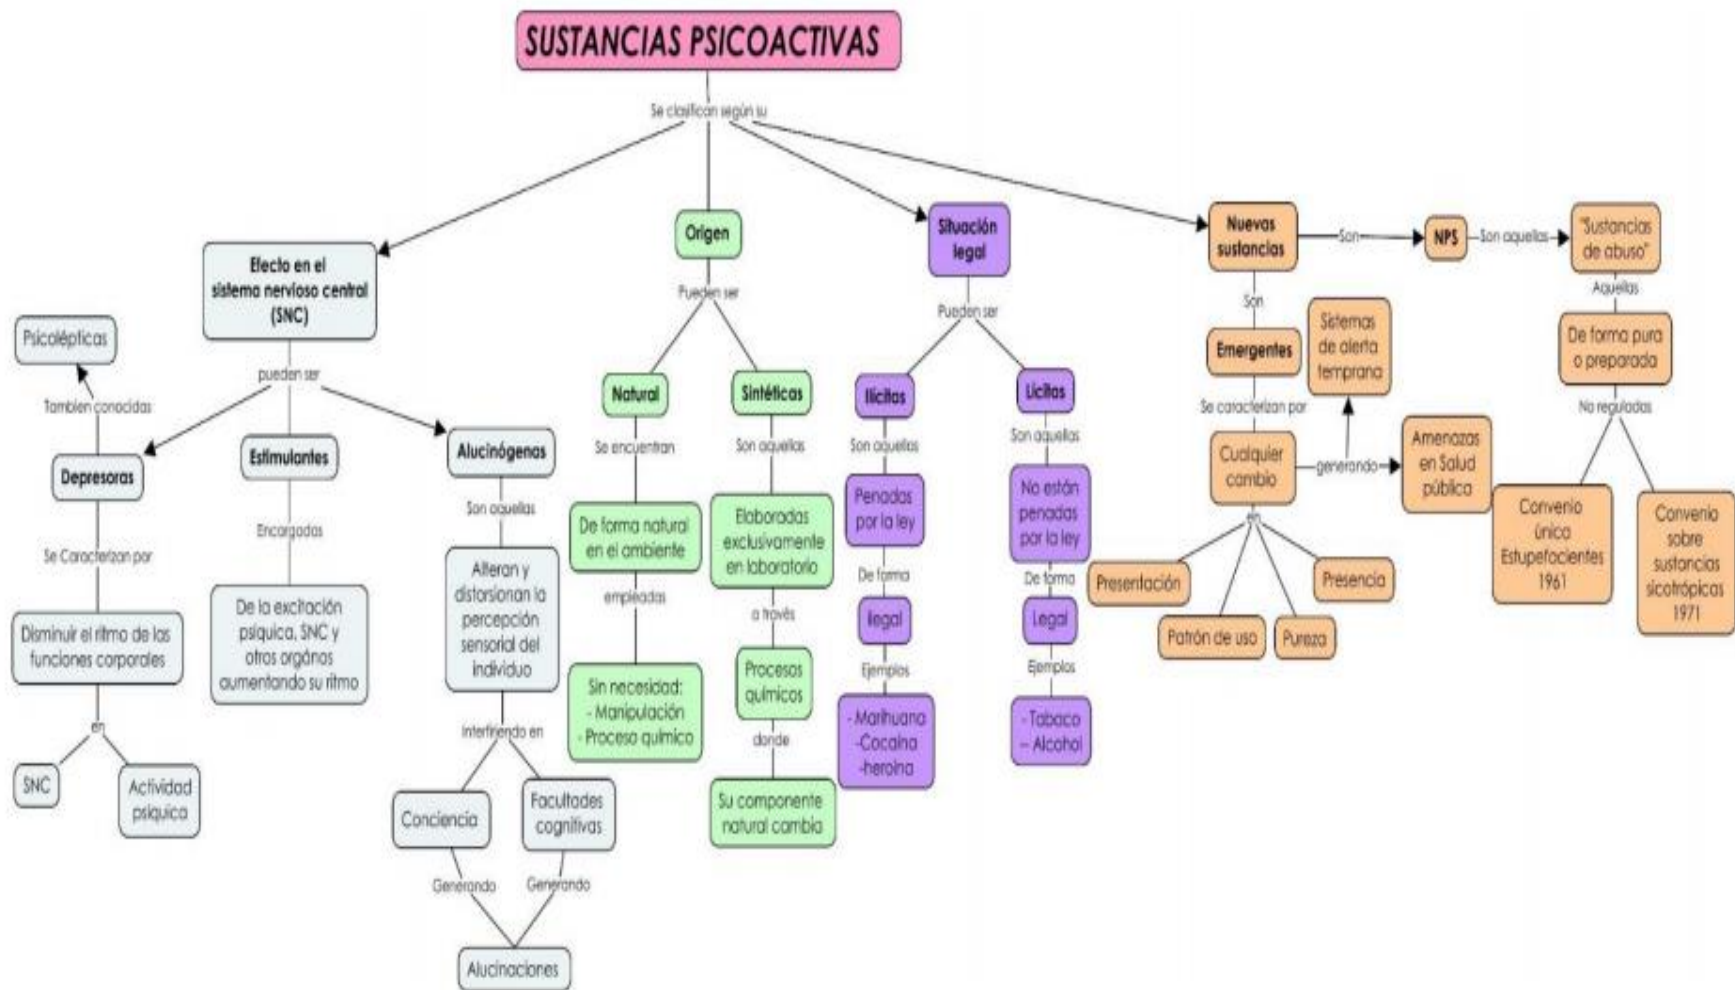 SUSTANCIAS PSICOACTIVAS
Se clasifican según su
Efecto en el
sistema nervioso central
(SNC)
pueden ser
Psicolépticas
Tambien conocidas
Depresoras
Se Caracterizan por
Disminuir el ritmo de las
funciones corporales
en
SNC
Actividad
psíquica
Estimulantes
Encargadas
De la excitación
psíquica, SNC y
otros orgános
aumentando su ritmo
Alucinógenas
Son aquellas
Alteran y
distorsionan la
percepción
sensorial del
individuo
Interfiriendo en
Conciencia
Facultades
cognitivas
Generando
Generando
Alucinaciones
Origen
Pueden ser
Natural
Se encuentran
De forma natural
en el ambiente
empleadas
Sin necesidad:
- Manipulación
- Proceso químico
Sintéticas
Son aquellas
Elaboradas
exclusivamente
en laboratorio
a través
Procesos
químicos
donde
Su componente
natural cambia
Situación
legal
Pueden ser
Ilícitas
Son aquellas
Penadas
por la ley
De forma
Ilegal
Ejemplos
- Marihuana
-Cocaína
-heroína
Lícitas
Son aquellas
No están
penadas
por la ley
De forma
Legal
Ejemplos
- Tabaco
– Alcohol
Nuevas
sustancias
Son
Emergentes
Se caracterizan por
Cualquier
cambio
en
Presentación
Patrón de uso
Pureza
Presencia
generando
Sistemas
de alerta
temprana
Amenazas
en Salud
pública
Son
NPS
Son aquellas
"Sustancias
de abuso"
Aquellas
De forma pura
o preparada
No reguladas
Convenio
única
Estupefacientes
1961
Convenio
sobre
sustancias
sicotrópicas
1971